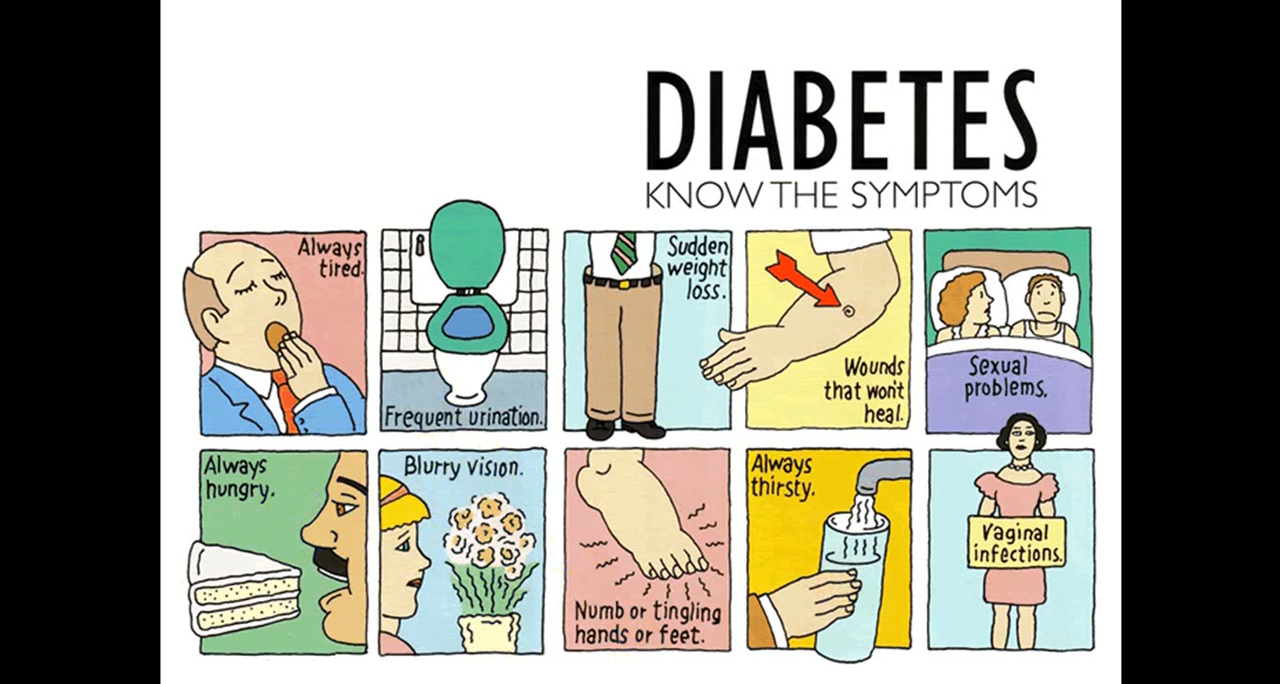 DIABETES
KNOW THE SYMPTOMS
Always
tired.
Frequent urination.
Sudden
weight
loss.
Wounds
that won't
heal.
Sexual
problems.
Always
hungry.
Blurry vision.
Numb or tingling
hands or feet.
Always
thirsty.
Vaginal
infections.